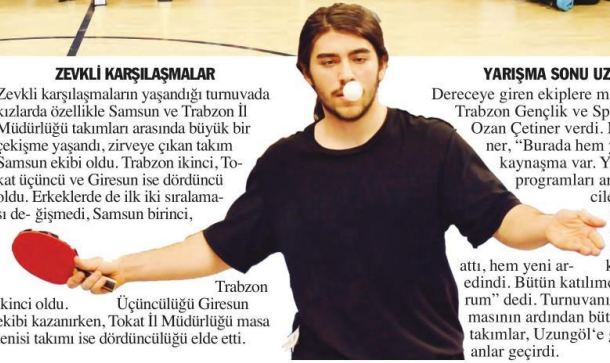 ZEVKLİ KARŞILAŞMALAR
Zevkli karşılaşmaların yaşandığı turnuvada
kızlarda özellikle Samsun ve Trabzon İl
Müdürlüğü takımları arasında büyük bir
çekişme yaşandı, zirveye çıkan takım
Samsun ekibi oldu. Trabzon ikinci, To-
kat üçüncü ve Giresun ise dördüncü
oldu. Erkeklerde de ilk iki sıralama-
sı de- ğişmedi, Samsun birinci,
Trabzon
ikinci oldu. Üçüncülüğü Giresun
ekibi kazanırken, Tokat İl Müdürlüğü masa
tenisi takımı ise dördüncülüğü elde etti.
YARIŞMA SONU UZ
Dereceye giren ekiplere m
Trabzon Gençlik ve Sp
Ozan Çetiner verdi.
ner, “Burada hem y
kaynaşma var. Y
programları ar
cile
attı, hem yeni ar- k
edindi. Bütün katılımc
rum” dedi. Turnuvanı
masının ardından büt
takımlar, Uzungöl‘e
anlar geçirdi.